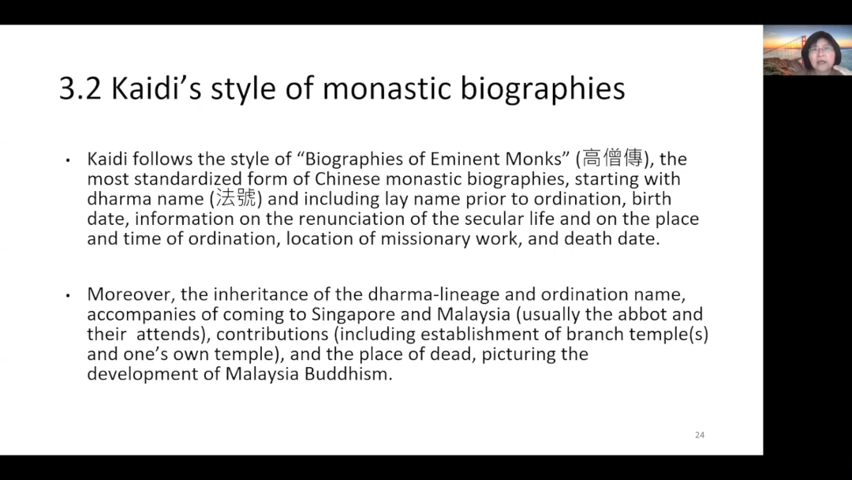 3.2 Kaidi’s style of monastic biographies
• Kaidi follows the style of “Biographies of Eminent Monks” (高僧傳), the
most standardized form of Chinese monastic biographies, starting with
dharma name (法號) and including lay name prior to ordination, birth
date, information on the renunciation of the secular life and on the place
and time of ordination, location of missionary work, and death date.
• Moreover, the inheritance of the dharma-lineage and ordination name,
accompanies of coming to Singapore and Malaysia (usually the abbot and
their attends), contributions (including establishment of branch temple(s)
and one’s own temple), and the place of dead, picturing the
development of Malaysia Buddhism.
24